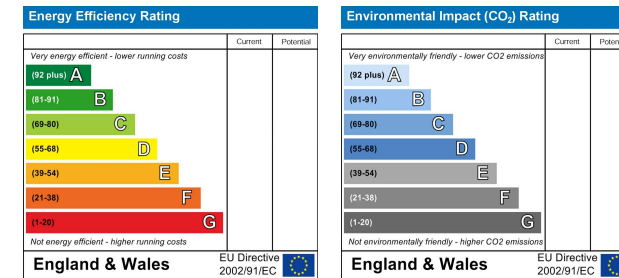 Energy Efficiency Rating
Current Potential
Very energy efficient - lower running costs
(92 plus) A
(81-91) B
(69-80) C
(55-68) D
(39-54) E
(21-38) F
(1-20) G
Not energy efficient - higher running costs
England & Wales
EU Directive
2002/91/EC
Environmental Impact (CO₂) Rating
Current Poten
Very environmentally friendly - lower CO2 emissions
(92 plus) A
(81-91) B
(69-80) C
(55-68) D
(39-54) E
(21-38) F
(1-20) G
Not environmentally friendly - higher CO2 emissions
England & Wales
EU Directive
2002/91/EC